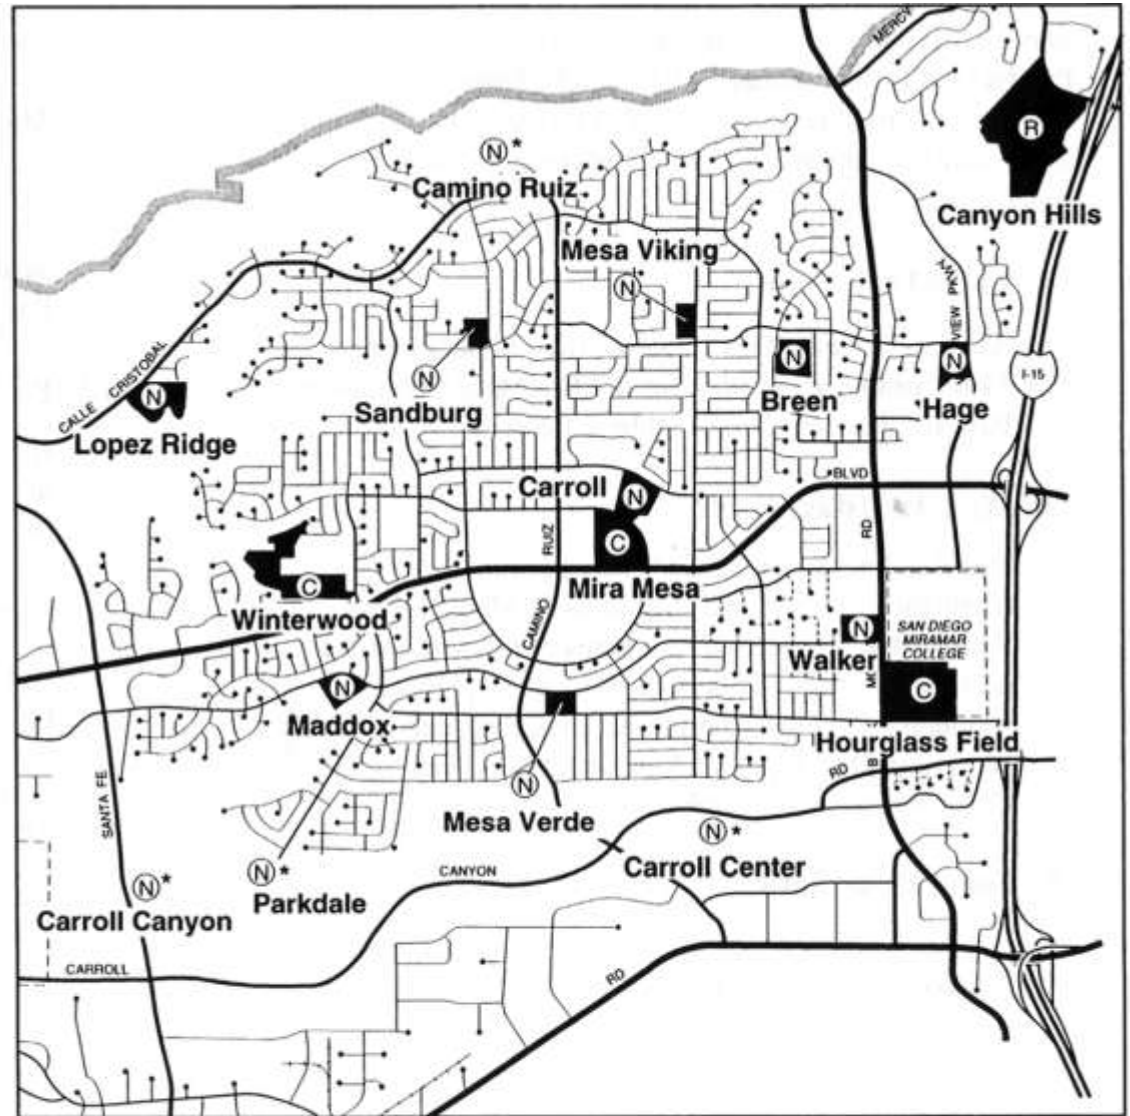 MERCY
R
N*
Camino Ruiz
Canyon Hills
Mesa Viking
N
VIEW PKWY
N
N
CALLE CRISTOBAL
N
N
I-15
Sandburg
Breen
Hage
Lopez Ridge
BLVD
Carroll
N
RUIZ
RD
C
C
Mira Mesa
Winterwood
CAMINO
N
SAN DIEGO
MIRAMAR
COLLEGE
Walker
N
C
Maddox
Hourglass Field
RD
B
N
SANTA FE
Mesa Verde
N*
CANYON
Carroll Center
N*
N*
Parkdale
Carroll Canyon
CARROLL
RD